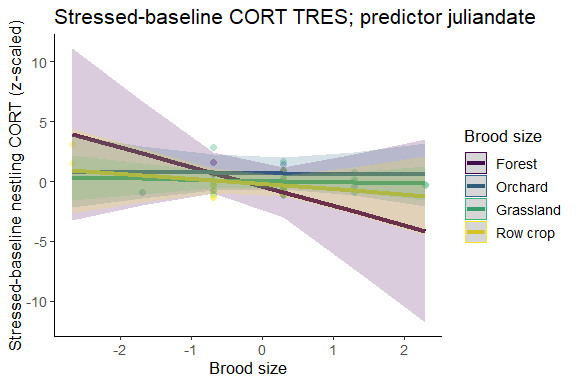 Stressed-baseline CORT TRES; predictor juliandate
Stressed-baseline nestling CORT (z-scaled)
10
5
0
-5
-10
-2
-1
0
1
2
Brood size
Brood size
Forest
Orchard
Grassland
Row crop